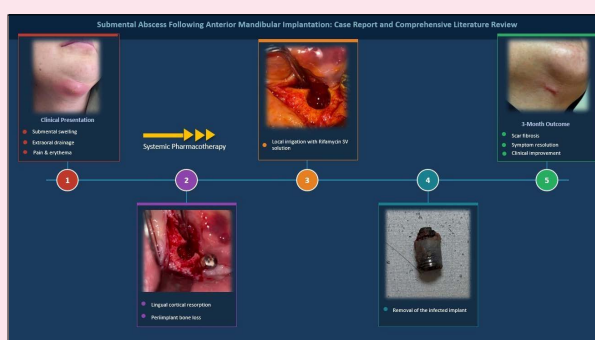 Submental Abscess Following Anterior Mandibular Implantation: Case Report and Comprehensive Literature Review
Clinical Presentation
Submental swelling
Extraoral drainage
Pain & erythema
Systemic Pharmacotherapy
Local irrigation with Rifamycin SV
solution
3-Month Outcome
Scar fibrosis
Symptom resolution
Clinical improvement
1
2
3
4
5
Lingual cortical resorption
Periimplant bone loss
Removal of the infected implant